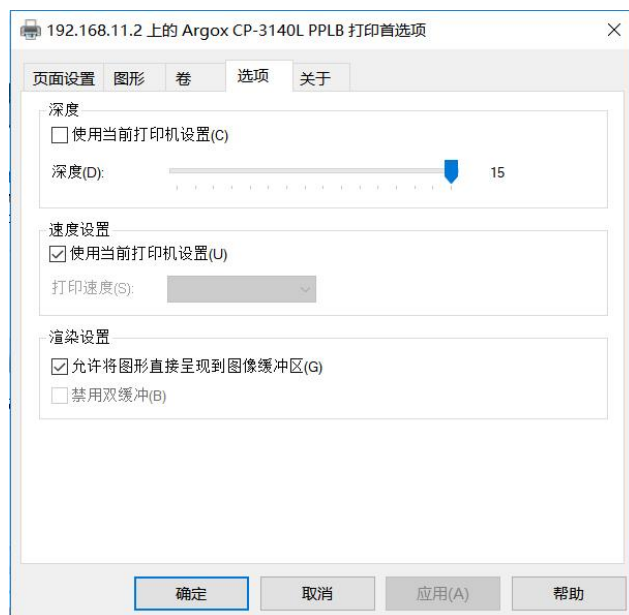 192.168.11.2 上的 Argox CP-3140L PPLB 打印首选项
页面设置 图形 卷 选项 关于
深度
使用当前打印机设置(C)
深度(D): 15
速度设置
使用当前打印机设置(U)
打印速度(S):
渲染设置
允许将图形直接呈现到图像缓冲区(G)
禁用双缓冲(B)
确定 取消 应用(A) 帮助